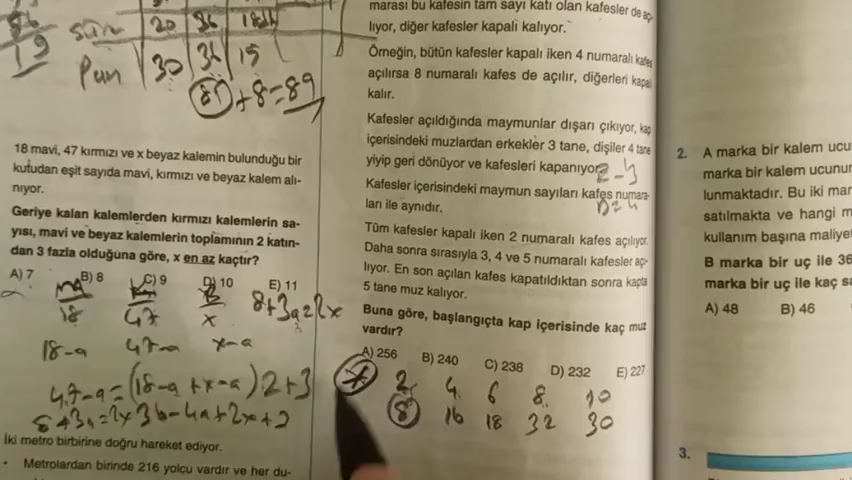 20 36
30 36 15
81 + 8 = 89
19
18 mavi, 47 kırmızı ve x beyaz kalemin bulunduğu bir
kutudan eşit sayıda mavi, kırmızı ve beyaz kalem alı-
nıyor.
Geriye kalan kalemlerden kırmızı kalemlerin sa-
yısı, mavi ve beyaz kalemlerin toplamının 2 katın-
dan 3 fazla olduğuna göre, x en az kaçtır?
A) 7 B) 8 C) 9 D) 10 E) 11
18 47 x 8+3a=2x
18-a 47-a x-a
47-a=(18-a+x-a)2+3
İki metro birbirine doğru hareket ediyor.
• Metrolardan birinde 216 yolcu vardır ve her du-
marası bu kafesin tam sayı katı olan kafesler de açı-
lıyor, diğer kafesler kapalı kalıyor.
Örneğin, bütün kafesler kapalı iken 4 numaralı kafes
açılırsa 8 numaralı kafes de açılır, diğerleri kapalı
kalır.
Kafesler açıldığında maymunlar dışarı çıkıyor, kap
içerisindeki muzlardan erkekler 3 tane, dişiler 4 tane
yiyip geri dönüyor ve kafesleri kapanıyor.
Kafesler içerisindeki maymun sayıları kafes numara-
ları ile aynıdır.
Tüm kafesler kapalı iken 2 numaralı kafes açılıyor.
Daha sonra sırasıyla 3, 4 ve 5 numaralı kafesler açı-
lıyor. En son açılan kafes kapatıldıktan sonra kapta
5 tane muz kalıyor.
Buna göre, başlangıçta kap içerisinde kaç muz
vardır?
A) 256 B) 240 C) 238 D) 232 E) 227
2 4 6 8 10
8 16 18 32 30
2. A marka bir kalem ucu
marka bir kalem ucunun
lunmaktadır. Bu iki mar
satılmakta ve hangi m
kullanım başına maliye
B marka bir uç ile 36
marka bir uç ile kaç sa
A) 48 B) 46
3.